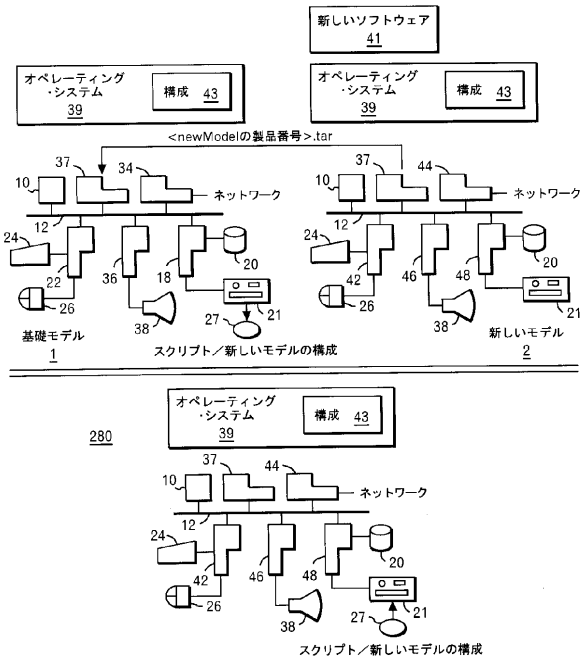 新しいソフトウェア
41
オペレーティング
・システム
39
構成 43
オペレーティング
・システム
39
構成 43
<newModelの製品番号>.tar
37
34
10
ネットワーク
12
24
22
36
18
20
26
38
21
27
基礎モデル
1
スクリプト／新しいモデルの構成
37
44
10
ネットワーク
12
24
42
46
48
20
26
38
21
新しいモデル
2
280
オペレーティング
・システム
39
構成 43
37
44
10
ネットワーク
12
24
42
46
48
20
26
38
21
27
スクリプト／新しいモデルの構成